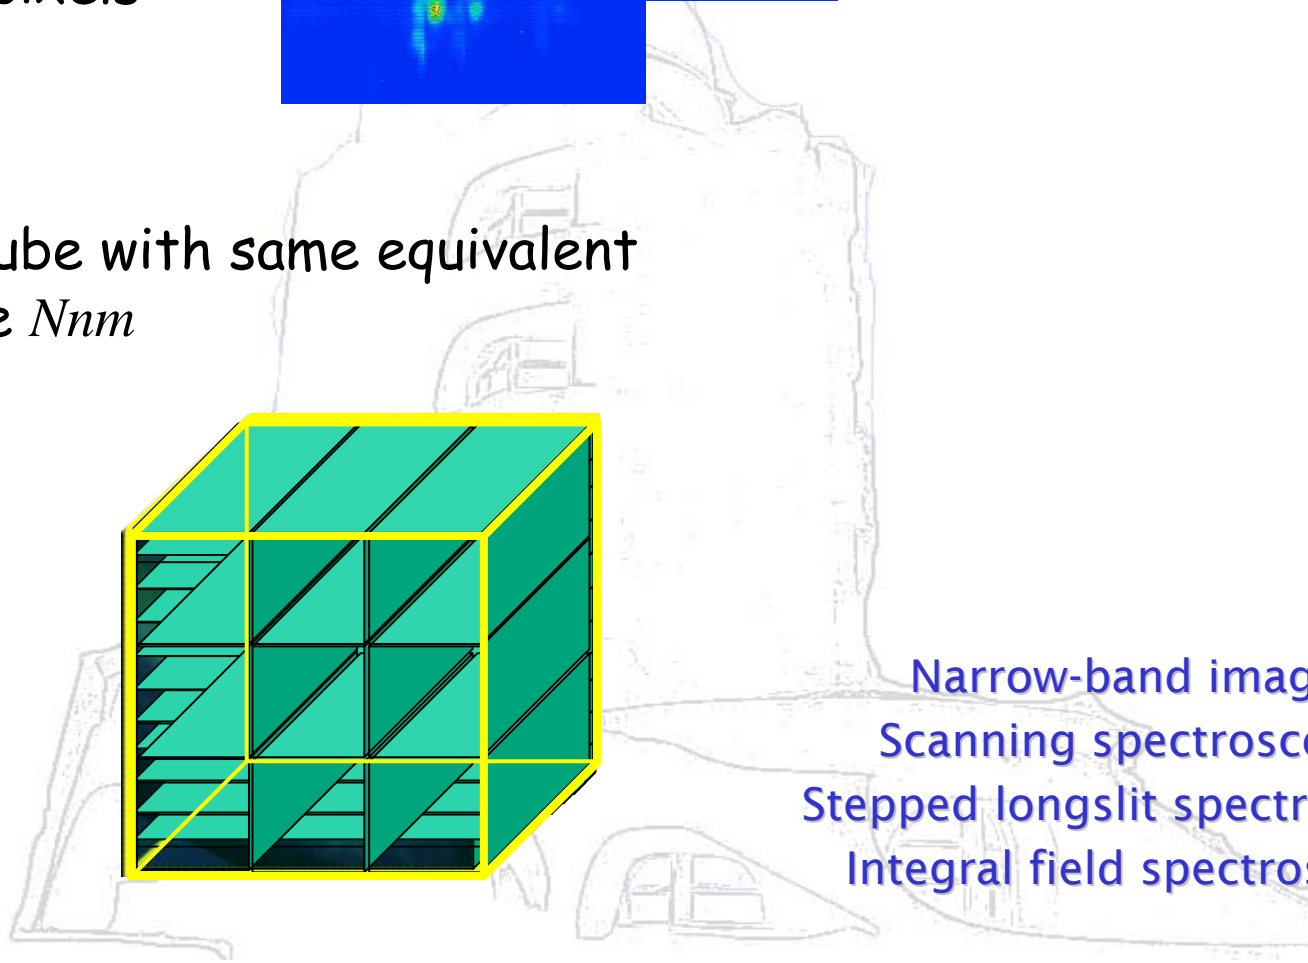 ube with same equivalent
e Nnm
Narrow-band imag
Scanning spectrosc
Stepped longslit spectr
Integral field spectros